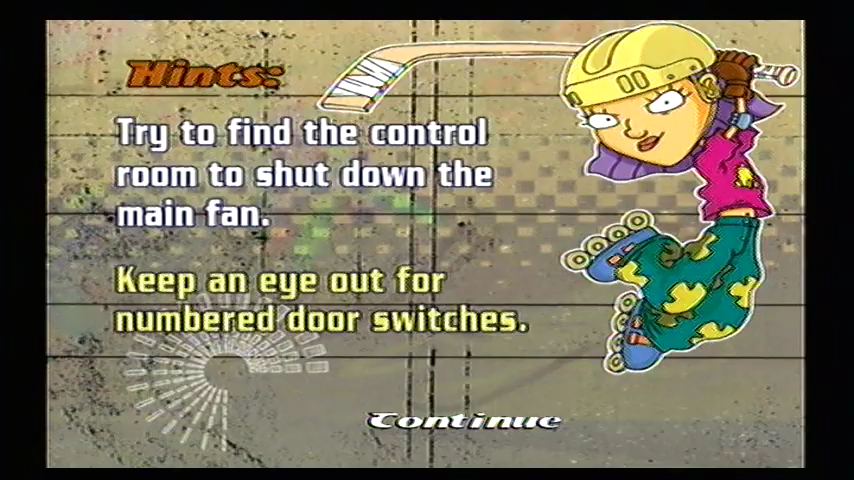 Hints:
Try to find the control
room to shut down the
main fan.
Keep an eye out for
numbered door switches.
Continue